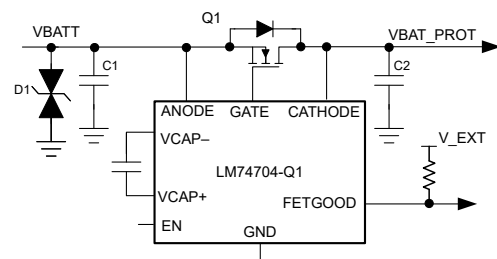 Q1
VBATT
VBAT_PROT
D1
C1
C2
ANODE
GATE
CATHODE
VCAP–
LM74704-Q1
V_EXT
VCAP+
FETGOOD
EN
GND